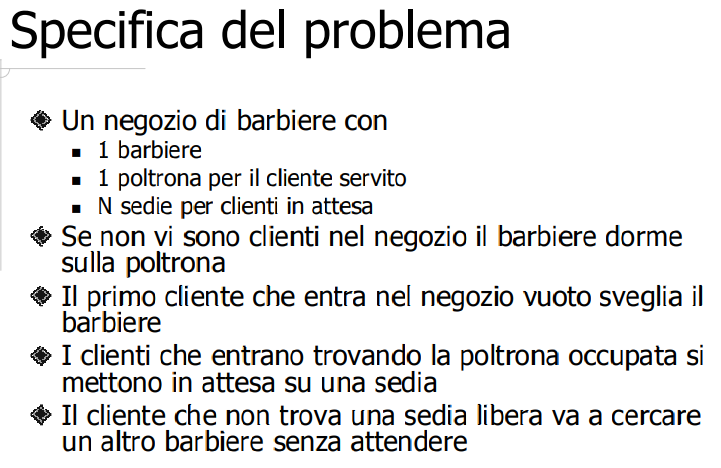 Specifica del problema
Un negozio di barbiere con
1 barbiere
1 poltrona per il cliente servito
N sedie per clienti in attesa
Se non vi sono clienti nel negozio il barbiere dorme
sulla poltrona
Il primo cliente che entra nel negozio vuoto sveglia il
barbiere
I clienti che entrano trovando la poltrona occupata si
mettono in attesa su una sedia
Il cliente che non trova una sedia libera va a cercare
un altro barbiere senza attendere